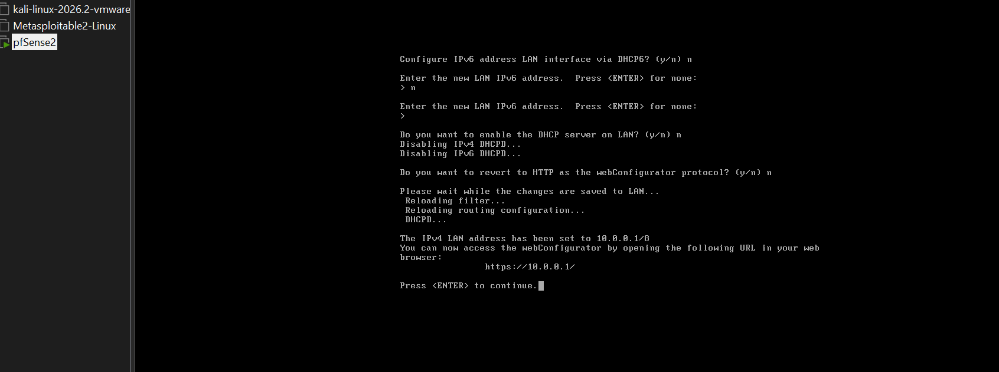 kali-linux-2026.2-vmware
Metasploitable2-Linux
pfSense2
Configure IPv6 address LAN interface via DHCP6? (y/n) n
Enter the new LAN IPv6 address.  Press <ENTER> for none:
> n
Enter the new LAN IPv6 address.  Press <ENTER> for none:
>
Do you want to enable the DHCP server on LAN? (y/n) n
Disabling IPv4 DHCPD...
Disabling IPv6 DHCPD...
Do you want to revert to HTTP as the webConfigurator protocol? (y/n) n
Please wait while the changes are saved to LAN...
Reloading filter...
Reloading routing configuration...
DHCPD...
The IPv4 LAN address has been set to 10.0.0.1/8
You can now access the webConfigurator by opening the following URL in your web
browser:
https://10.0.0.1/
Press <ENTER> to continue.